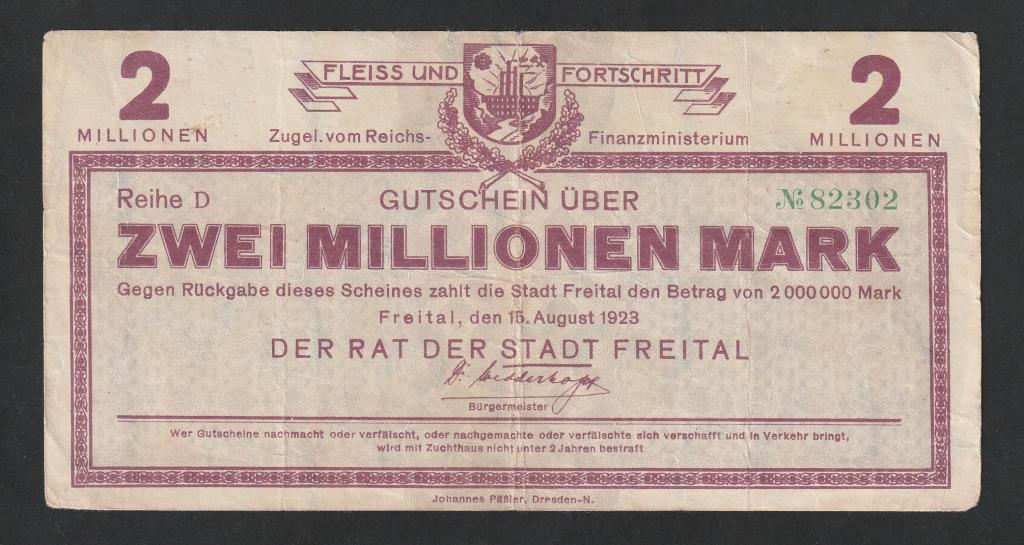 2 FLEISS UND FORTSCHRITT 2
MILLIONEN Zugel. vom Reichs- Finanzministerium MILLIONEN
Reihe D GUTSCHEIN ÜBER № 82302
ZWEI MILLIONEN MARK
Gegen Rückgabe dieses Scheines zahlt die Stadt Freital den Betrag von 2 000 000 Mark
Freital, den 15. August 1923
DER RAT DER STADT FREITAL
Dr. Wedderkopf
Bürgermeister
Wer Gutscheine nachmacht oder verfälscht, oder nachgemachte oder verfälschte sich verschafft und in Verkehr bringt,
wird mit Zuchthaus nicht unter 2 Jahren bestraft
Johannes Päßler, Dresden-N.